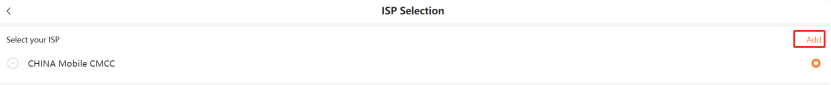 ISP Selection
Select your ISP Add
CHINA Mobile CMCC